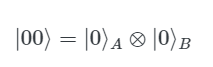 |00⟩ = |0⟩_A ⊗ |0⟩_B